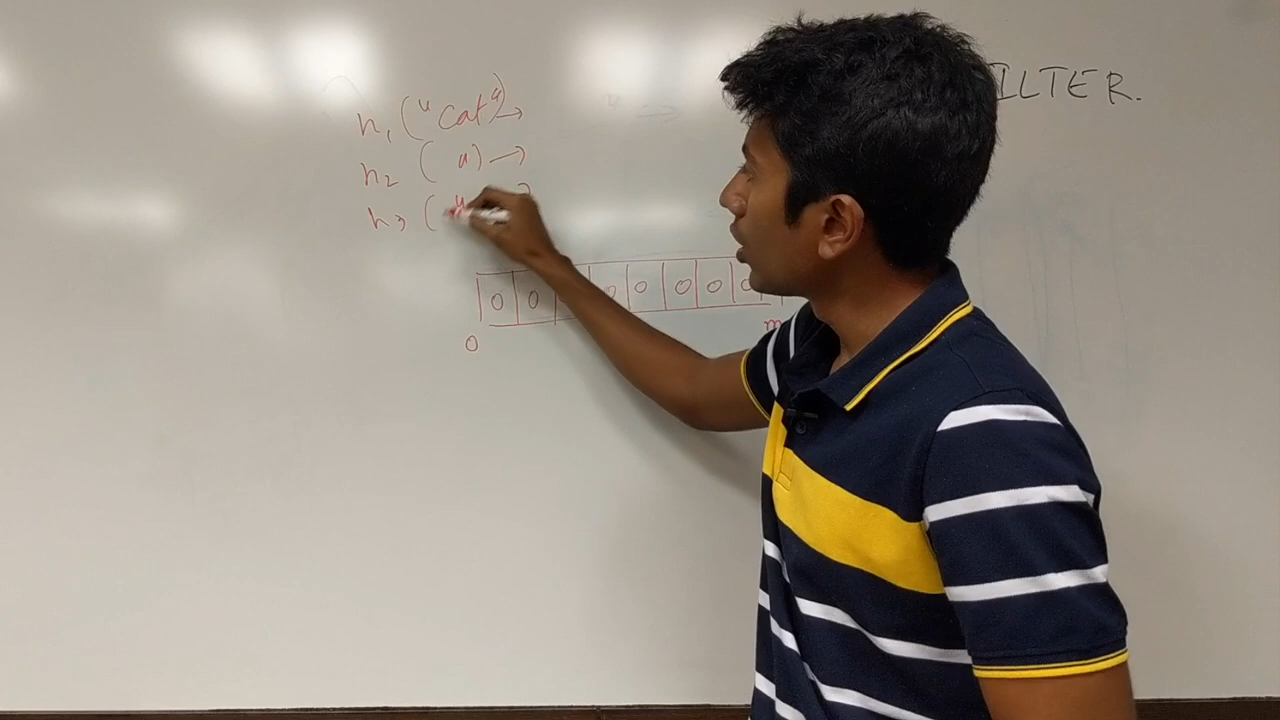 ILTER.
h₁ ("cat") →
h₂ ( ") →
h₃ ( "
0 0 0 0 0 0 0
0 m